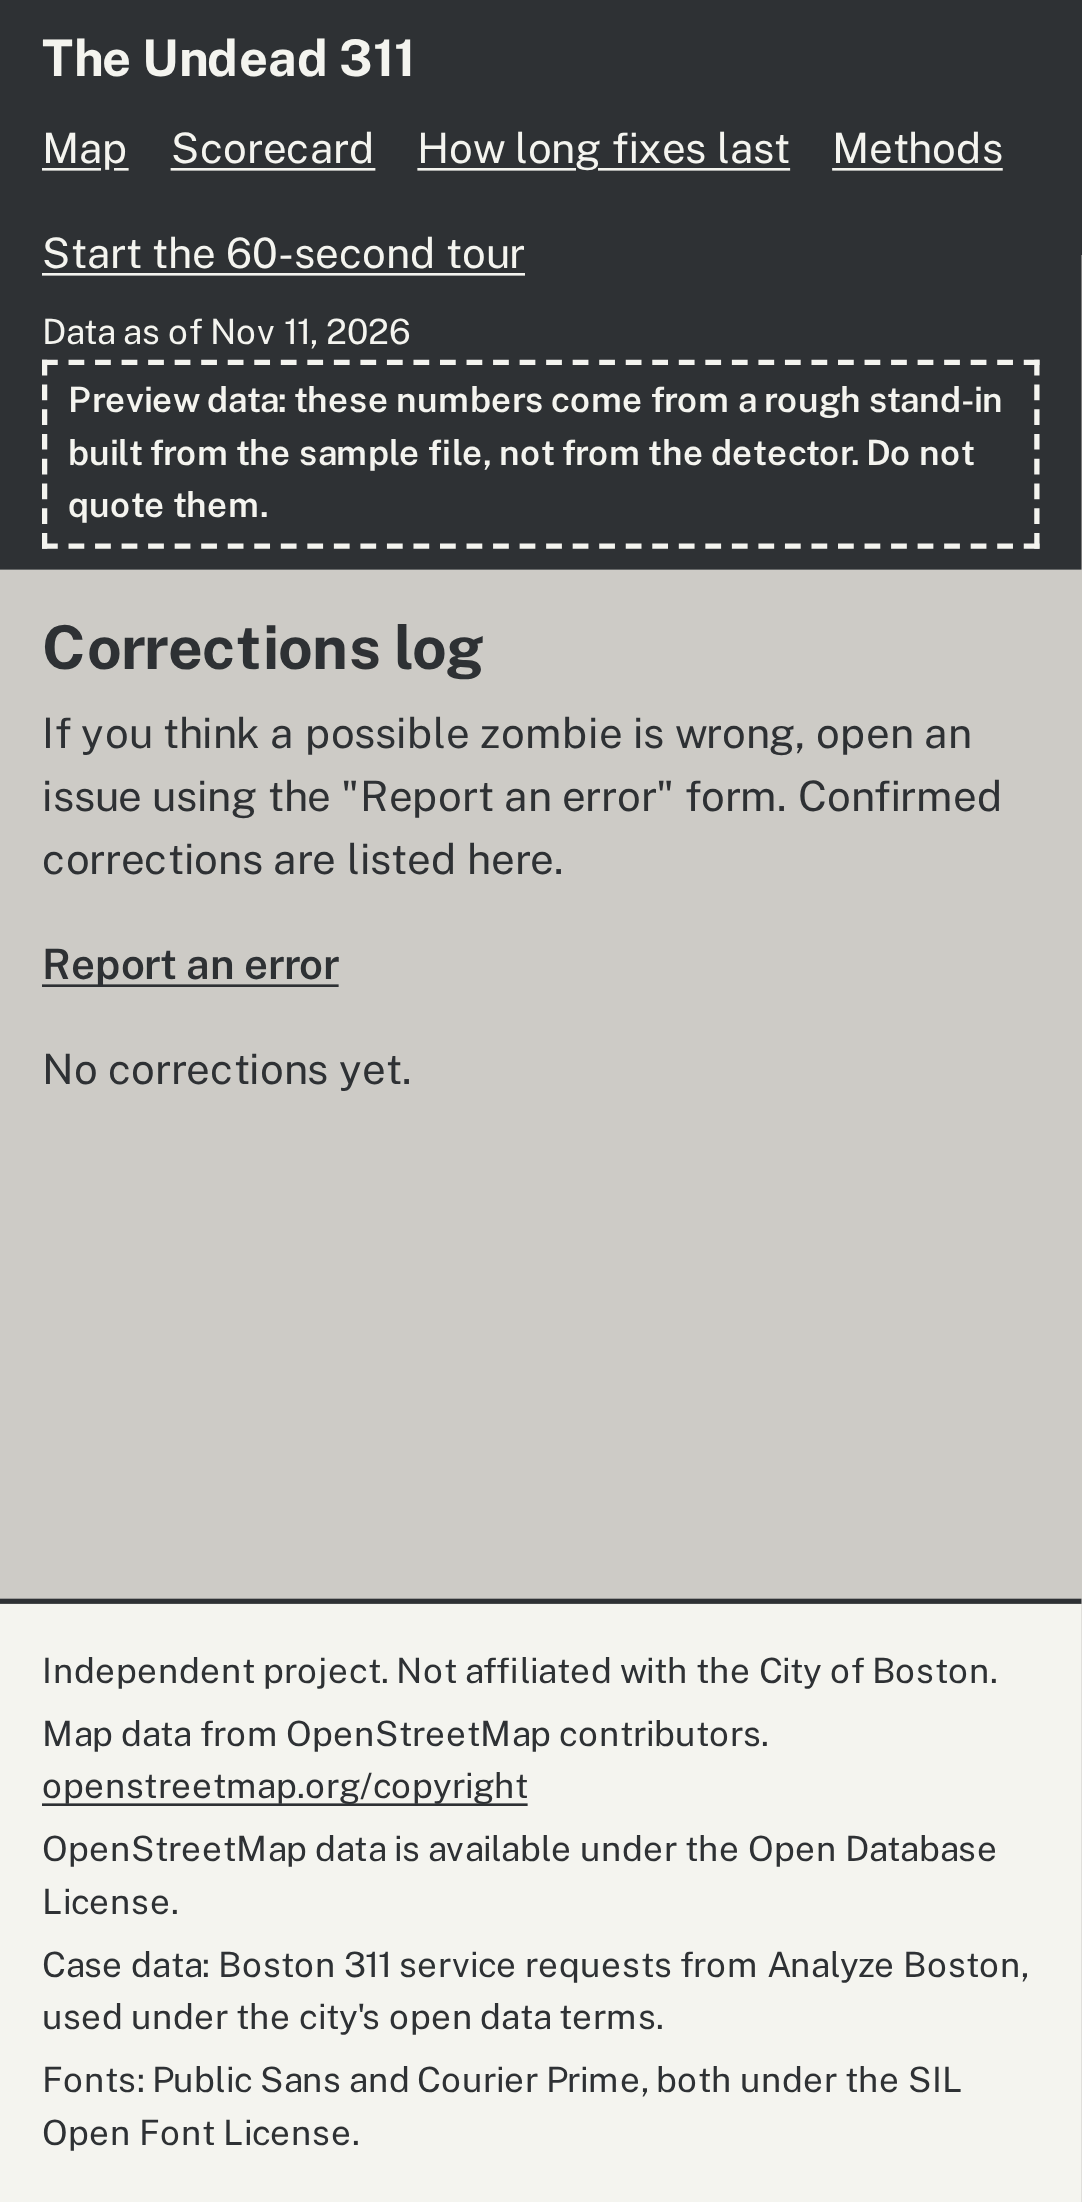 The Undead 311
Map Scorecard How long fixes last Methods
Start the 60-second tour
Data as of Nov 11, 2026
Preview data: these numbers come from a rough stand-in
built from the sample file, not from the detector. Do not
quote them.
Corrections log
If you think a possible zombie is wrong, open an
issue using the "Report an error" form. Confirmed
corrections are listed here.
Report an error
No corrections yet.
Independent project. Not affiliated with the City of Boston.
Map data from OpenStreetMap contributors.
openstreetmap.org/copyright
OpenStreetMap data is available under the Open Database
License.
Case data: Boston 311 service requests from Analyze Boston,
used under the city's open data terms.
Fonts: Public Sans and Courier Prime, both under the SIL
Open Font License.